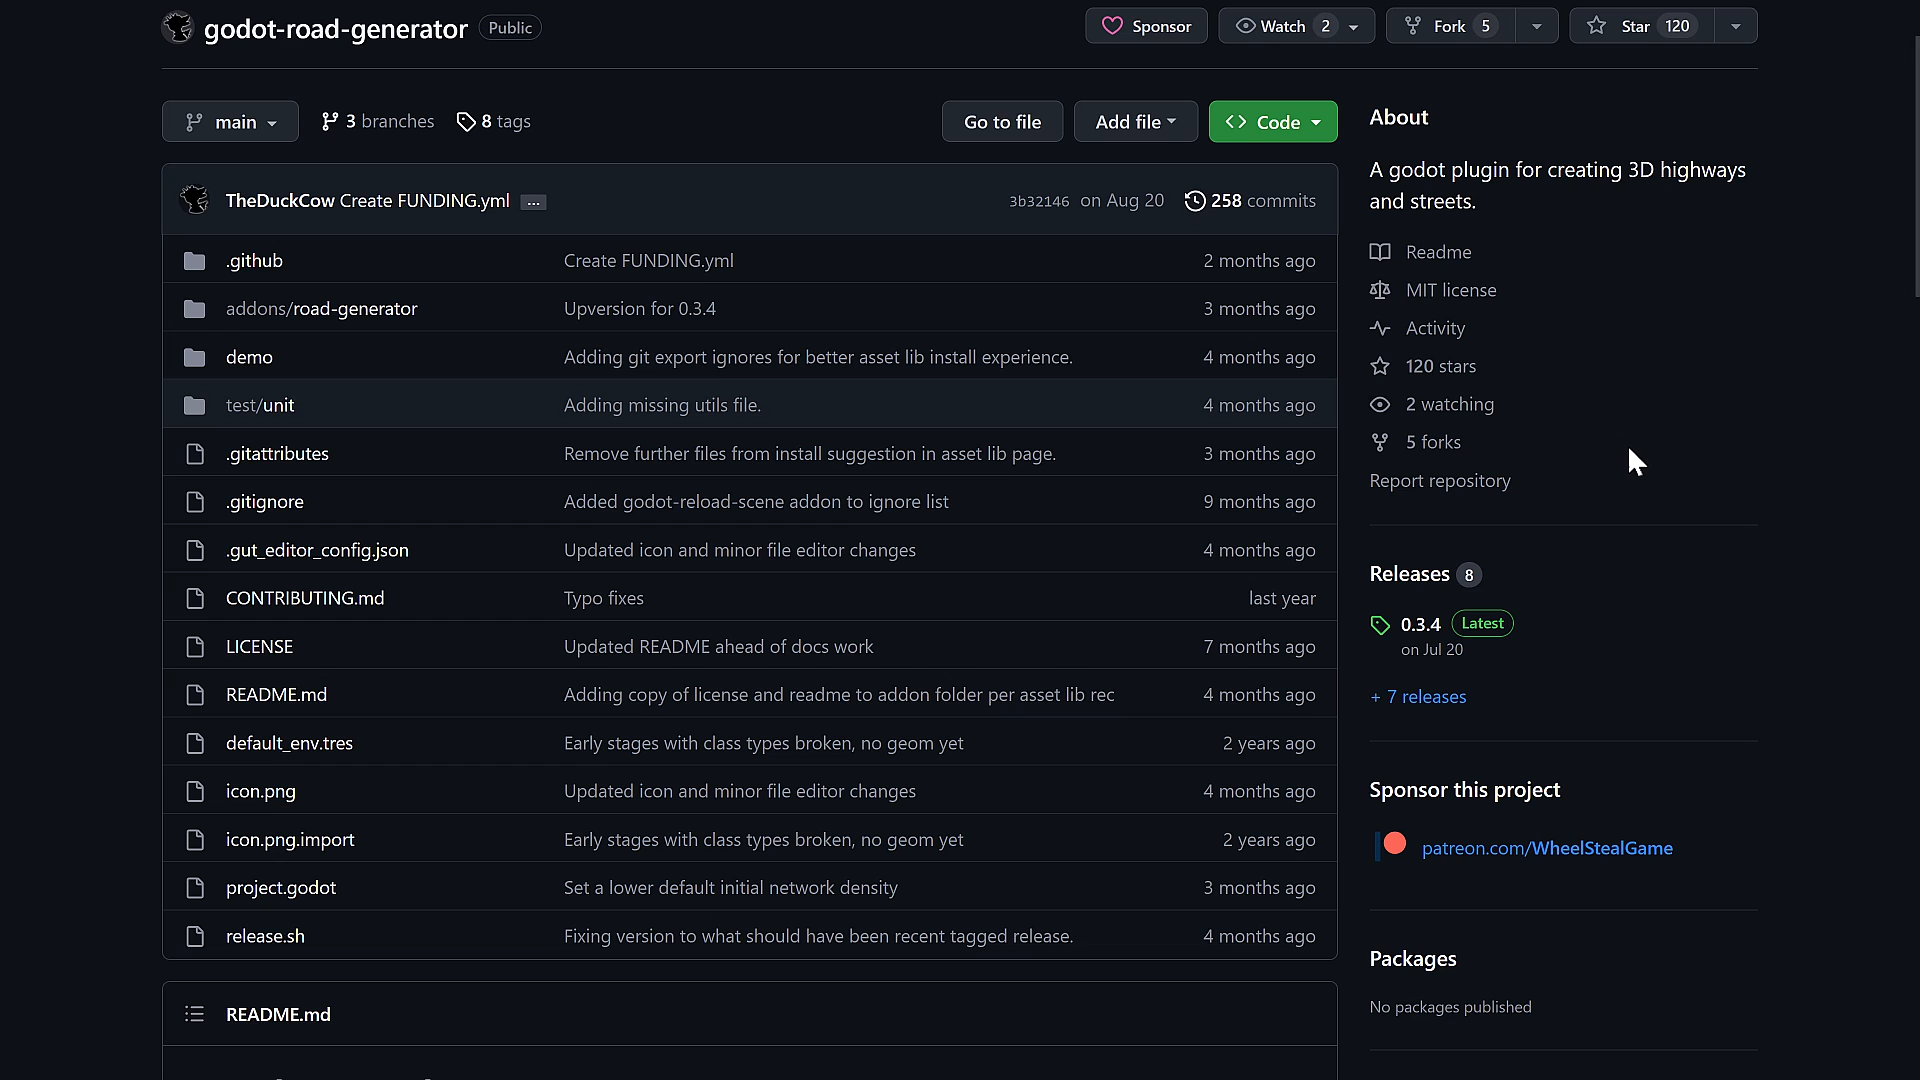 godot-road-generator Public
Sponsor Watch 2 Fork 5 Star 120
main 3 branches 8 tags Go to file Add file Code
TheDuckCow Create FUNDING.yml ... 3b32146 on Aug 20 258 commits
.github Create FUNDING.yml 2 months ago
addons/road-generator Upversion for 0.3.4 3 months ago
demo Adding git export ignores for better asset lib install experience. 4 months ago
test/unit Adding missing utils file. 4 months ago
.gitattributes Remove further files from install suggestion in asset lib page. 3 months ago
.gitignore Added godot-reload-scene addon to ignore list 9 months ago
.gut_editor_config.json Updated icon and minor file editor changes 4 months ago
CONTRIBUTING.md Typo fixes last year
LICENSE Updated README ahead of docs work 7 months ago
README.md Adding copy of license and readme to addon folder per asset lib rec 4 months ago
default_env.tres Early stages with class types broken, no geom yet 2 years ago
icon.png Updated icon and minor file editor changes 4 months ago
icon.png.import Early stages with class types broken, no geom yet 2 years ago
project.godot Set a lower default initial network density 3 months ago
release.sh Fixing version to what should have been recent tagged release. 4 months ago
README.md
About
A godot plugin for creating 3D highways
and streets.
Readme
MIT license
Activity
120 stars
2 watching
5 forks
Report repository
Releases 8
0.3.4 Latest
on Jul 20
+ 7 releases
Sponsor this project
patreon.com/WheelStealGame
Packages
No packages published